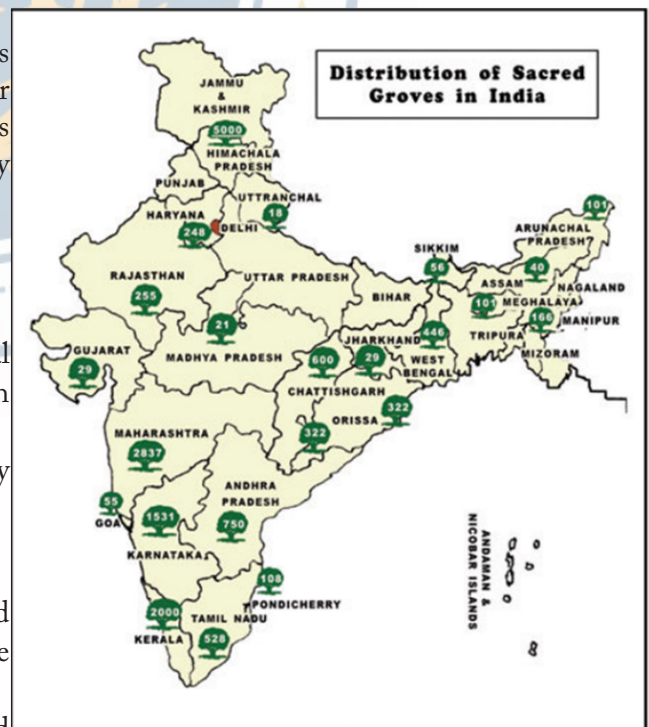 s
r
s
y
l
n
y
d
e
u
Distribution of Sacred
Groves in India
JAMMU
&
KASHMIR
5000
HIMACHALA
PRADESH
PUNJAB
UTTRANCHAL
18
HARYANA
248
DELHI
101
ARUNACHAL
PRADESH
SIKKIM
56
40
ASSAM
NAGALAND
RAJASTHAN
255
UTTAR PRADESH
BIHAR
101
MEGHALAYA
166
MANIPUR
21
446
TRIPURA
MIZORAM
GUJARAT
29
MADHYA PRADESH
600
JHARKHAND
29
WEST
BENGAL
CHATTISHGARH
322
ORISSA
322
MAHARASHTRA
2837
ANDHRA
PRADESH
750
55
GOA
1531
KARNATAKA
ANDAMAN &
NICOBAR ISLANDS
108
PONDICHERRY
2000
KERALA
TAMIL NADU
528